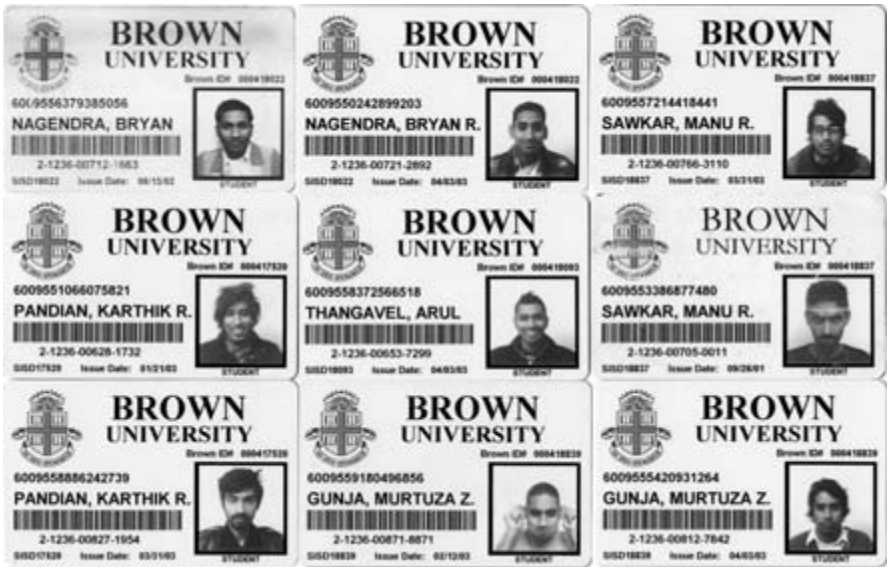 BROWN
UNIVERSITY
Brown ID# 000418022
NAGENDRA, BRYAN
2-1236-00712-1663
SISD18022 Issue Date: 08/13/02
STUDENT
BROWN
UNIVERSITY
Brown ID# 000418022
6009550242899203
NAGENDRA, BRYAN R.
2-1236-00721-2892
SISD18022 Issue Date: 04/03/03
STUDENT
BROWN
UNIVERSITY
Brown ID# 000418837
6009557214418441
SAWKAR, MANU R.
2-1236-00766-3110
SISD18837 Issue Date: 03/31/03
STUDENT
BROWN
UNIVERSITY
Brown ID# 000417529
6009551066075821
PANDIAN, KARTHIK R.
2-1236-00628-1732
SISD17529 Issue Date: 01/21/03
STUDENT
BROWN
UNIVERSITY
Brown ID# 000418093
6009558372566518
THANGAVEL, ARUL
2-1236-00653-7299
SISD18093 Issue Date: 04/03/03
STUDENT
BROWN
UNIVERSITY
Brown ID# 000418837
6009553386877480
SAWKAR, MANU R.
2-1236-00705-0011
SISD18837 Issue Date: 09/26/01
STUDENT
BROWN
UNIVERSITY
Brown ID# 000417529
6009558886242739
PANDIAN, KARTHIK R.
2-1236-00827-1954
SISD17529 Issue Date: 03/31/03
STUDENT
BROWN
UNIVERSITY
Brown ID# 000418839
6009559180496856
GUNJA, MURTUZA Z.
2-1236-00871-8871
SISD18839 Issue Date: 02/12/03
STUDENT
BROWN
UNIVERSITY
Brown ID# 000418839
6009555420931264
GUNJA, MURTUZA Z.
2-1236-00812-7842
SISD18839 Issue Date: 04/03/03
STUDENT